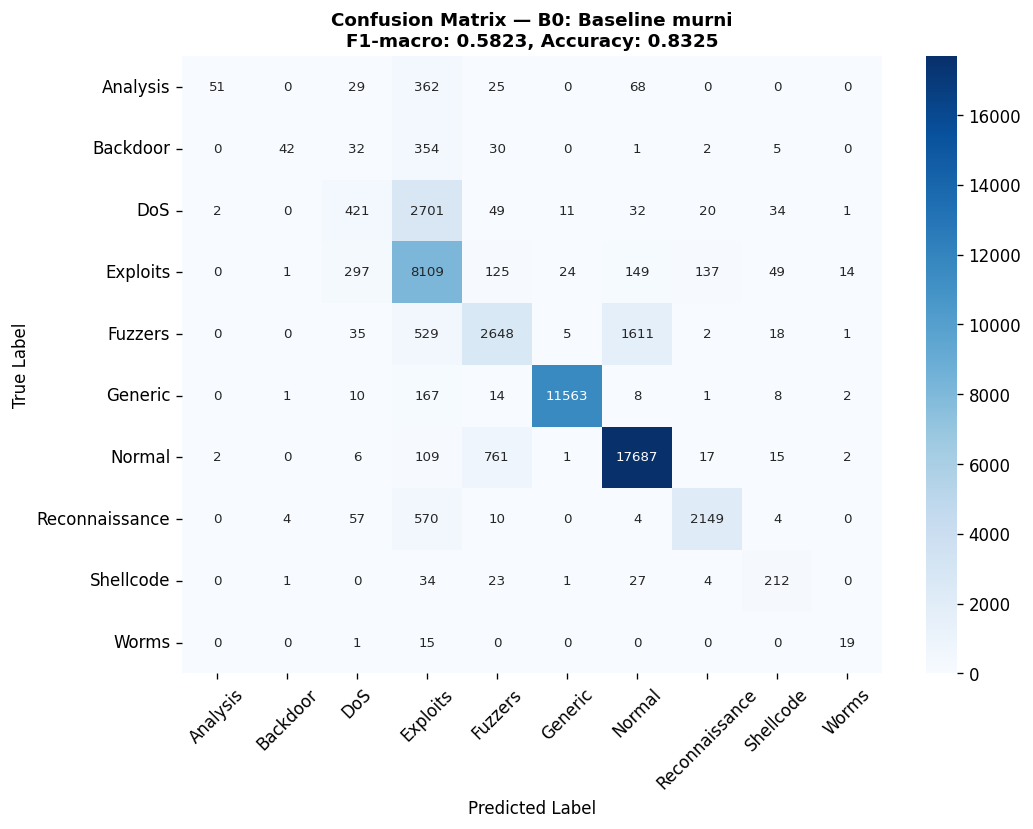 Confusion Matrix — B0: Baseline murni
F1-macro: 0.5823, Accuracy: 0.8325
True Label
Analysis 51 0 29 362 25 0 68 0 0 0
Backdoor 0 42 32 354 30 0 1 2 5 0
DoS 2 0 421 2701 49 11 32 20 34 1
Exploits 0 1 297 8109 125 24 149 137 49 14
Fuzzers 0 0 35 529 2648 5 1611 2 18 1
Generic 0 1 10 167 14 11563 8 1 8 2
Normal 2 0 6 109 761 1 17687 17 15 2
Reconnaissance 0 4 57 570 10 0 4 2149 4 0
Shellcode 0 1 0 34 23 1 27 4 212 0
Worms 0 0 1 15 0 0 0 0 0 19
Analysis Backdoor DoS Exploits Fuzzers Generic Normal Reconnaissance Shellcode Worms
Predicted Label
16000
14000
12000
10000
8000
6000
4000
2000
0